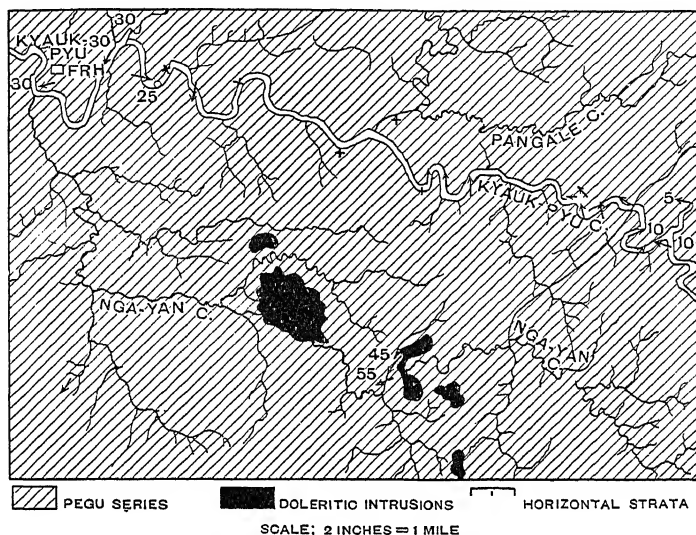 30
KYAUK-30
PYU
FRH
30
25
PANGALE C.
KYAUK-PYU C.
5
10
10
NGA-YAN C.
NGA-YAN
C.
45
55
PEGU SERIES
DOLERITIC INTRUSIONS
HORIZONTAL STRATA
SCALE: 2 INCHES = 1 MILE